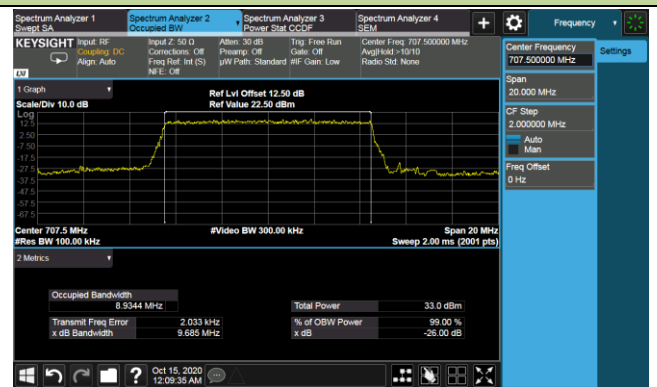 Spectrum Analyzer 1
Swept SA
Spectrum Analyzer 2
Occupied BW
Spectrum Analyzer 3
Power Stat CCDF
Spectrum Analyzer 4
SEM
+
Frequency
KEYSIGHT
Input: RF
Coupling: DC
Align: Auto
Input Z: 50 Ω
Corrections: Off
Freq Ref: Int (S)
NFE: Off
Atten: 30 dB
Preamp: Off
µW Path: Standard
Trig: Free Run
Gate: Off
#IF Gain: Low
Center Freq: 707.500000 MHz
Avg|Hold:>10/10
Radio Std: None
LXI
Center Frequency
707.500000 MHz
Settings
Span
20.000 MHz
CF Step
2.000000 MHz
Auto
Man
Freq Offset
0 Hz
1 Graph
Scale/Div 10.0 dB
Ref Lvl Offset 12.50 dB
Ref Value 22.50 dBm
Log
12.5
2.50
-7.50
-17.5
-27.5
-37.5
-47.5
-57.5
-67.5
Center 707.5 MHz
#Res BW 100.00 kHz
#Video BW 300.00 kHz
Span 20 MHz
Sweep 2.00 ms (2001 pts)
2 Metrics
Occupied Bandwidth
8.9344 MHz
Transmit Freq Error 2.033 kHz
x dB Bandwidth 9.685 MHz
Total Power 33.0 dBm
% of OBW Power 99.00 %
x dB -26.00 dB
?
Oct 15, 2020
12:09:35 AM